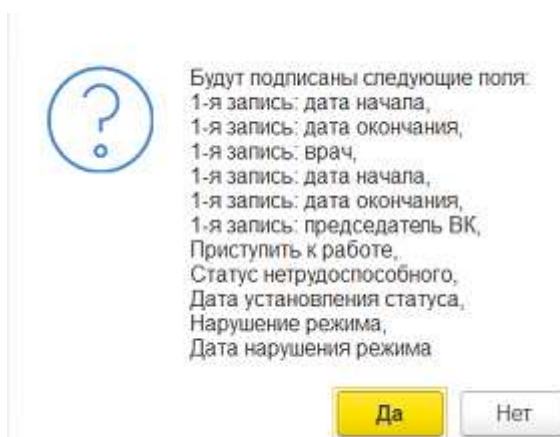 Будут подписаны следующие поля:
1-я запись: дата начала,
1-я запись: дата окончания,
1-я запись: врач,
1-я запись: дата начала,
1-я запись: дата окончания,
1-я запись: председатель ВК,
Приступить к работе,
Статус нетрудоспособного,
Дата установления статуса,
Нарушение режима,
Дата нарушения режима
Да Нет